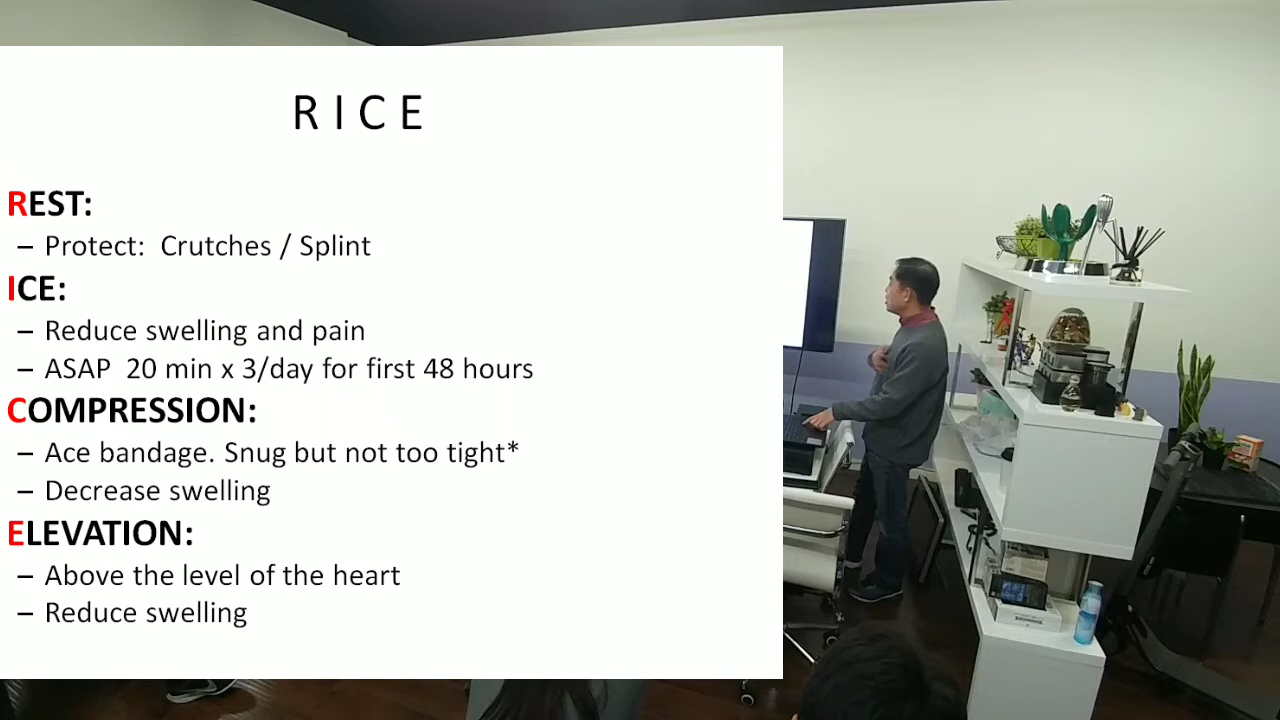 R I C E
REST:
– Protect: Crutches / Splint
ICE:
– Reduce swelling and pain
– ASAP 20 min x 3/day for first 48 hours
COMPRESSION:
– Ace bandage. Snug but not too tight*
– Decrease swelling
ELEVATION:
– Above the level of the heart
– Reduce swelling